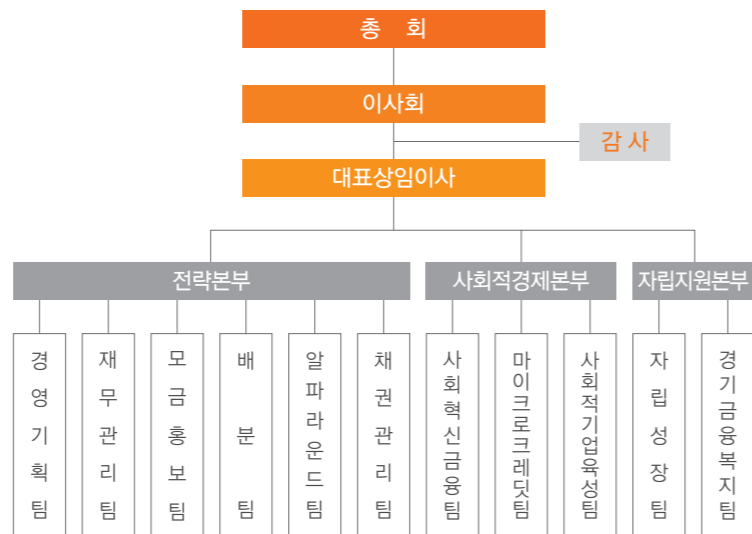 총 회
이사회
감 사
대표상임이사
전략본부
사회적경제본부
자립지원본부
경영기획팀
재무관리팀
모금홍보팀
배분팀
알파라운드팀
채권관리팀
사회혁신금융팀
마이크로크레딧팀
사회적기업육성팀
자립성장팀
경기금융복지팀